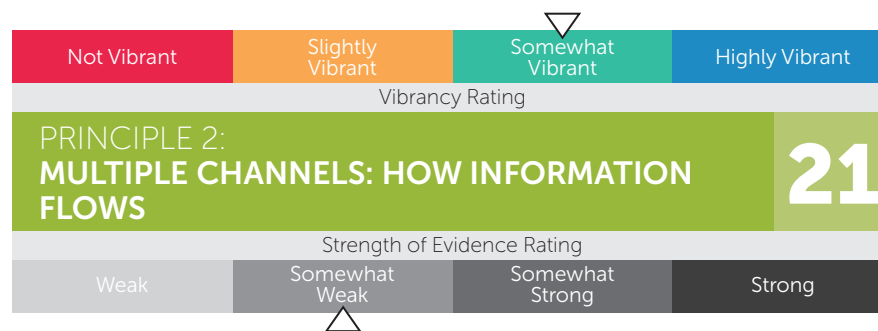 Not Vibrant
Slightly
Vibrant
Somewhat
Vibrant
Highly Vibrant
Vibrancy Rating
PRINCIPLE 2:
MULTIPLE CHANNELS: HOW INFORMATION
FLOWS
21
Strength of Evidence Rating
Weak
Somewhat
Weak
Somewhat
Strong
Strong